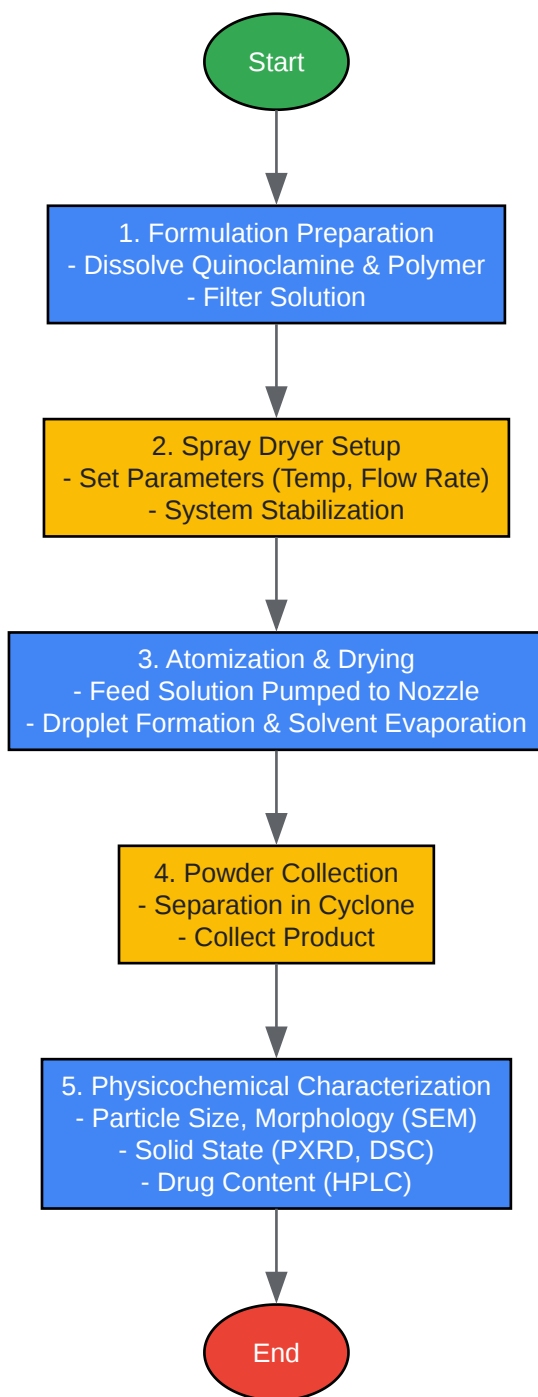 Start
1. Formulation Preparation
- Dissolve Quinoclamine & Polymer
- Filter Solution
2. Spray Dryer Setup
- Set Parameters (Temp, Flow Rate)
- System Stabilization
3. Atomization & Drying
- Feed Solution Pumped to Nozzle
- Droplet Formation & Solvent Evaporation
4. Powder Collection
- Separation in Cyclone
- Collect Product
5. Physicochemical Characterization
- Particle Size, Morphology (SEM)
- Solid State (PXRD, DSC)
- Drug Content (HPLC)
End